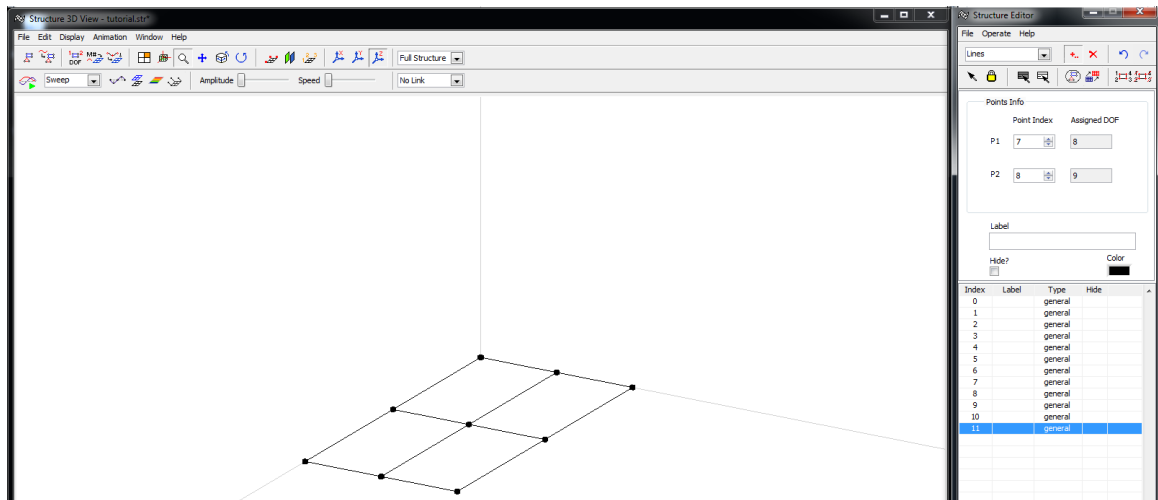 Structure 3D View - tutorial.str*
File Edit Display Animation Window Help
DOF
M#
Full Structure
Sweep
Amplitude
Speed
No Link
Structure Editor
File Operate Help
Lines
Points Info
Point Index Assigned DOF
P1 7 8
P2 8 9
Label
Hide?
Color
Index Label Type Hide
0 general
1 general
2 general
3 general
4 general
5 general
6 general
7 general
8 general
9 general
10 general
11 general